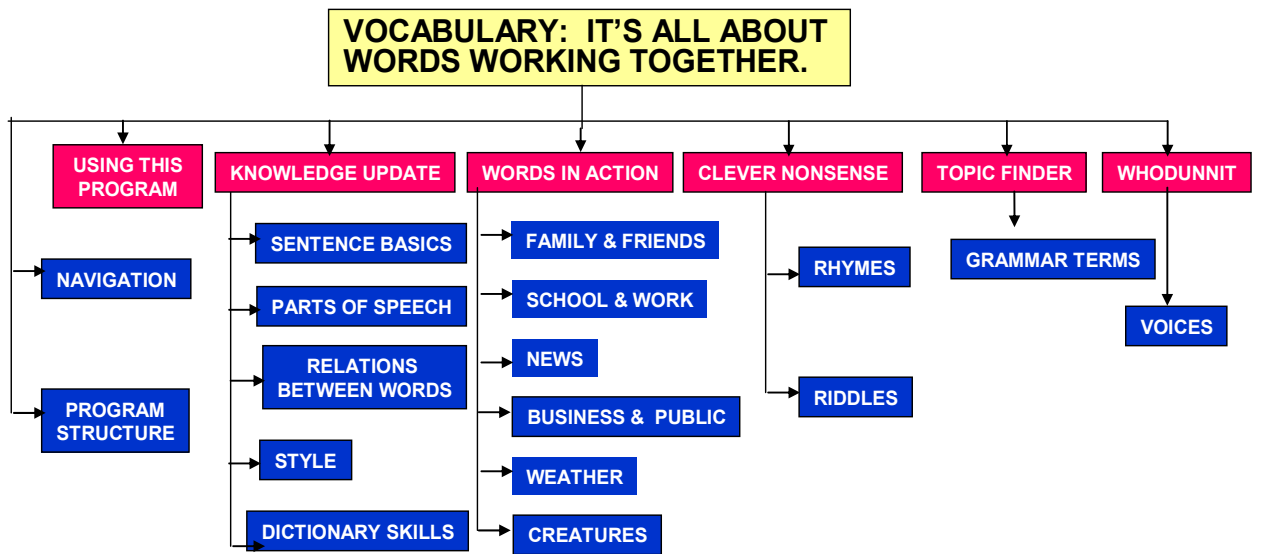 VOCABULARY: IT'S ALL ABOUT
WORDS WORKING TOGETHER.
USING THIS
PROGRAM
NAVIGATION
PROGRAM
STRUCTURE
KNOWLEDGE UPDATE
SENTENCE BASICS
PARTS OF SPEECH
RELATIONS
BETWEEN WORDS
STYLE
DICTIONARY SKILLS
WORDS IN ACTION
FAMILY & FRIENDS
SCHOOL & WORK
NEWS
BUSINESS & PUBLIC
WEATHER
CREATURES
CLEVER NONSENSE
RHYMES
RIDDLES
TOPIC FINDER
GRAMMAR TERMS
WHODUNNIT
VOICES